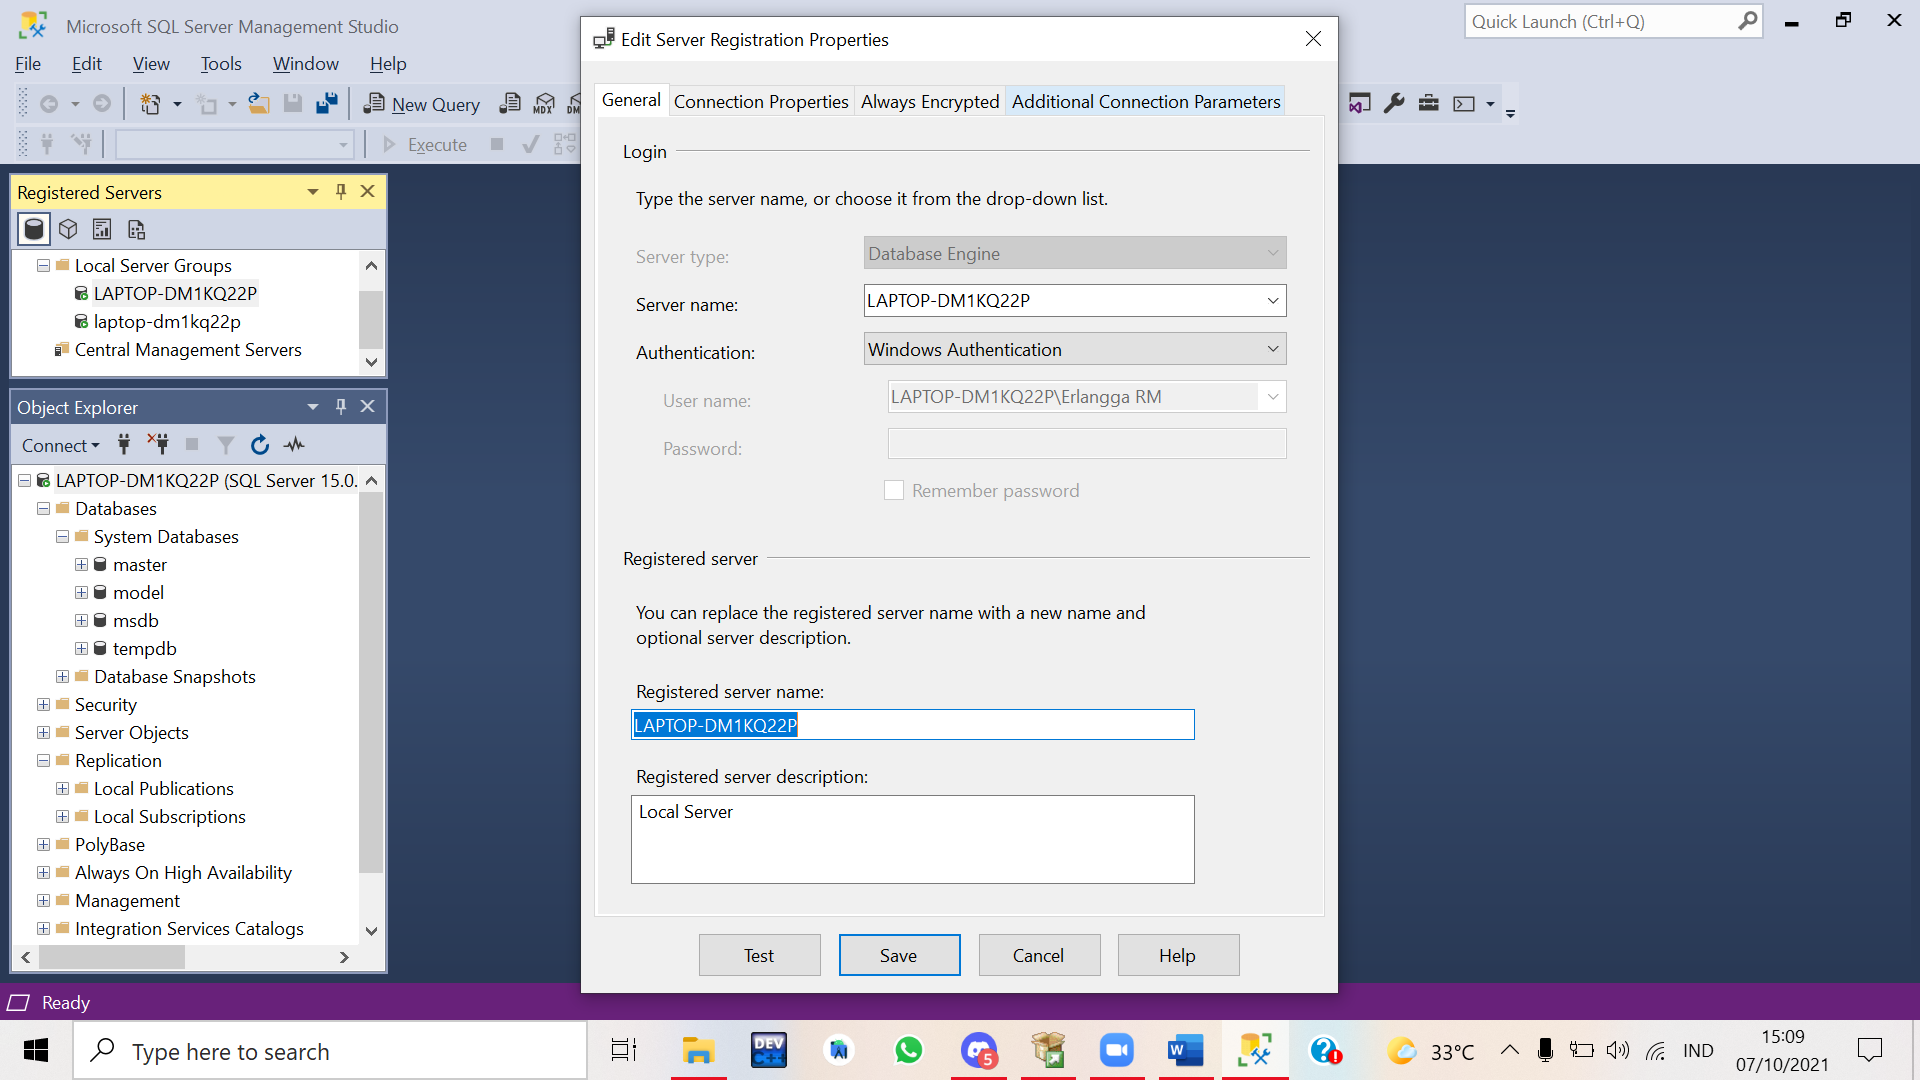 Microsoft SQL Server Management Studio
Quick Launch (Ctrl+Q)
File Edit View Tools Window Help
New Query
MDX
Execute
Registered Servers
Local Server Groups
LAPTOP-DM1KQ22P
laptop-dm1kq22p
Central Management Servers
Object Explorer
Connect
LAPTOP-DM1KQ22P (SQL Server 15.0.
Databases
System Databases
master
model
msdb
tempdb
Database Snapshots
Security
Server Objects
Replication
Local Publications
Local Subscriptions
PolyBase
Always On High Availability
Management
Integration Services Catalogs
Ready
Edit Server Registration Properties
General Connection Properties Always Encrypted Additional Connection Parameters
Login
Type the server name, or choose it from the drop-down list.
Server type: Database Engine
Server name: LAPTOP-DM1KQ22P
Authentication: Windows Authentication
User name: LAPTOP-DM1KQ22P\Erlangga RM
Password:
Remember password
Registered server
You can replace the registered server name with a new name and
optional server description.
Registered server name:
LAPTOP-DM1KQ22P
Registered server description:
Local Server
Test Save Cancel Help
Type here to search
DEV
C++
5
W
33°C
IND
15:09
07/10/2021